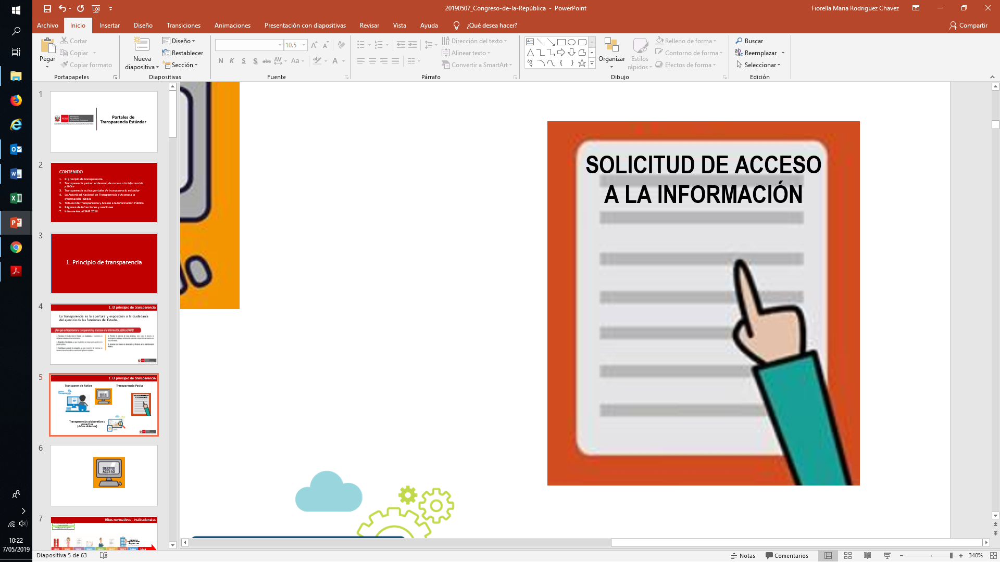 20190507_Congreso-de-la-República - PowerPoint
Fiorella Maria Rodriguez Chavez
Archivo Inicio Insertar Diseño Transiciones Animaciones Presentación con diapositivas Revisar Vista Ayuda ¿Qué desea hacer? Compartir
Pegar
Cortar
Copiar
Copiar formato
Portapapeles
Nueva
diapositiva
Diseño
Restablecer
Sección
Diapositivas
10,5
N K S S abc AV Aa A
Fuente
Dirección del texto
Alinear texto
Convertir a SmartArt
Párrafo
Organizar
Estilos
rápidos
Relleno de forma
Contorno de forma
Efectos de forma
Dibujo
Buscar
Reemplazar
Seleccionar
Edición
1
PERÚ
Portales de
Transparencia Estándar
2
CONTENIDO
1. El principio de transparencia
2. Transparencia pasiva: el derecho de acceso a la información
pública
3. Transparencia activa: portales de transparencia estándar
4. La Autoridad Nacional de Transparencia y Acceso a la
Información Pública
5. Tribunal de Transparencia y Acceso a la Información Pública
6. Régimen de infracciones y sanciones
7. Informe Anual SAIP 2018
3
1. Principio de transparencia
4
1. El principio de transparencia
La transparencia es la apertura y exposición a la ciudadanía
del ejercicio de las funciones del Estado.
¿Por qué es importante la transparencia y el acceso a la información pública (TAIP)?
5
1. El principio de transparencia
Transparencia Activa
Transparencia Pasiva
Transparencia colaborativa o
proactiva
(datos abiertos)
6
SOLICITUD
ACCESO
7
Hitos normativos - institucionales
SOLICITUD DE ACCESO
A LA INFORMACIÓN
10:22
7/05/2019
Diapositiva 5 de 63
Notas
Comentarios
340%